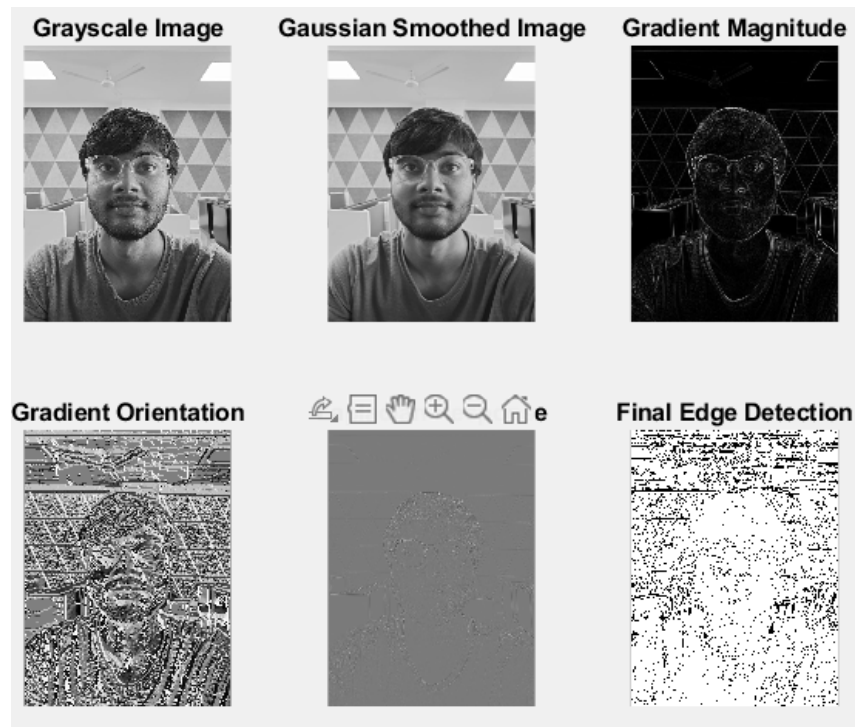 Grayscale Image
Gaussian Smoothed Image
Gradient Magnitude
Gradient Orientation
e
Final Edge Detection